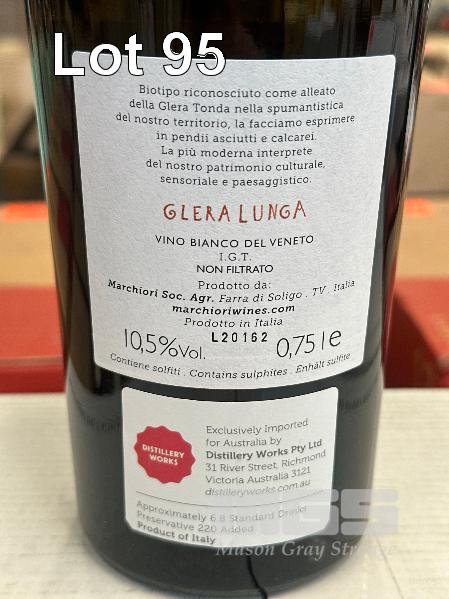 Lot 95
Biotipo riconosciuto come alleato
della Glera Tonda nella spumantistica
del nostro territorio, la facciamo esprimere
in pendii asciutti e calcarei.
La più moderna interprete
del nostro patrimonio culturale,
sensoriale e paesaggistico.
GLERA LUNGA
VINO BIANCO DEL VENETO
I.G.T.
NON FILTRATO
Prodotto da:
Marchiori Soc. Agr. Farra di Soligo . TV . Italia
marchioriwines.com
Prodotto in Italia
L20162
10,5%Vol. 0,75 l e
Contiene solfiti . Contains sulphites . Enhält sulfite
DISTILLERY
WORKS
Exclusively Imported
for Australia by
Distillery Works Pty Ltd
31 River Street, Richmond
Victoria Australia 3121
distilleryworks.com.au
Approximately 6.8 Standard Drinks
Preservative 220 Added
Product of Italy
MGS
Mason Gray Strange